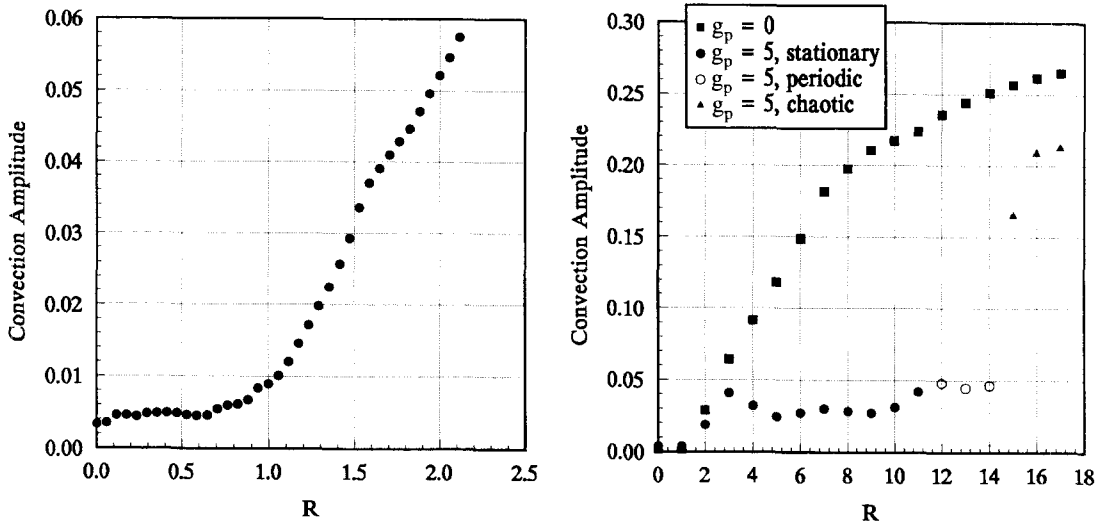 0.06
0.05
0.04
0.03
0.02
0.01
0.00
Convection Amplitude
0.0 0.5 1.0 1.5 2.0 2.5
R
0.30
0.25
0.20
0.15
0.10
0.05
0.00
Convection Amplitude
g_p = 0
g_p = 5, stationary
g_p = 5, periodic
g_p = 5, chaotic
0 2 4 6 8 10 12 14 16 18
R